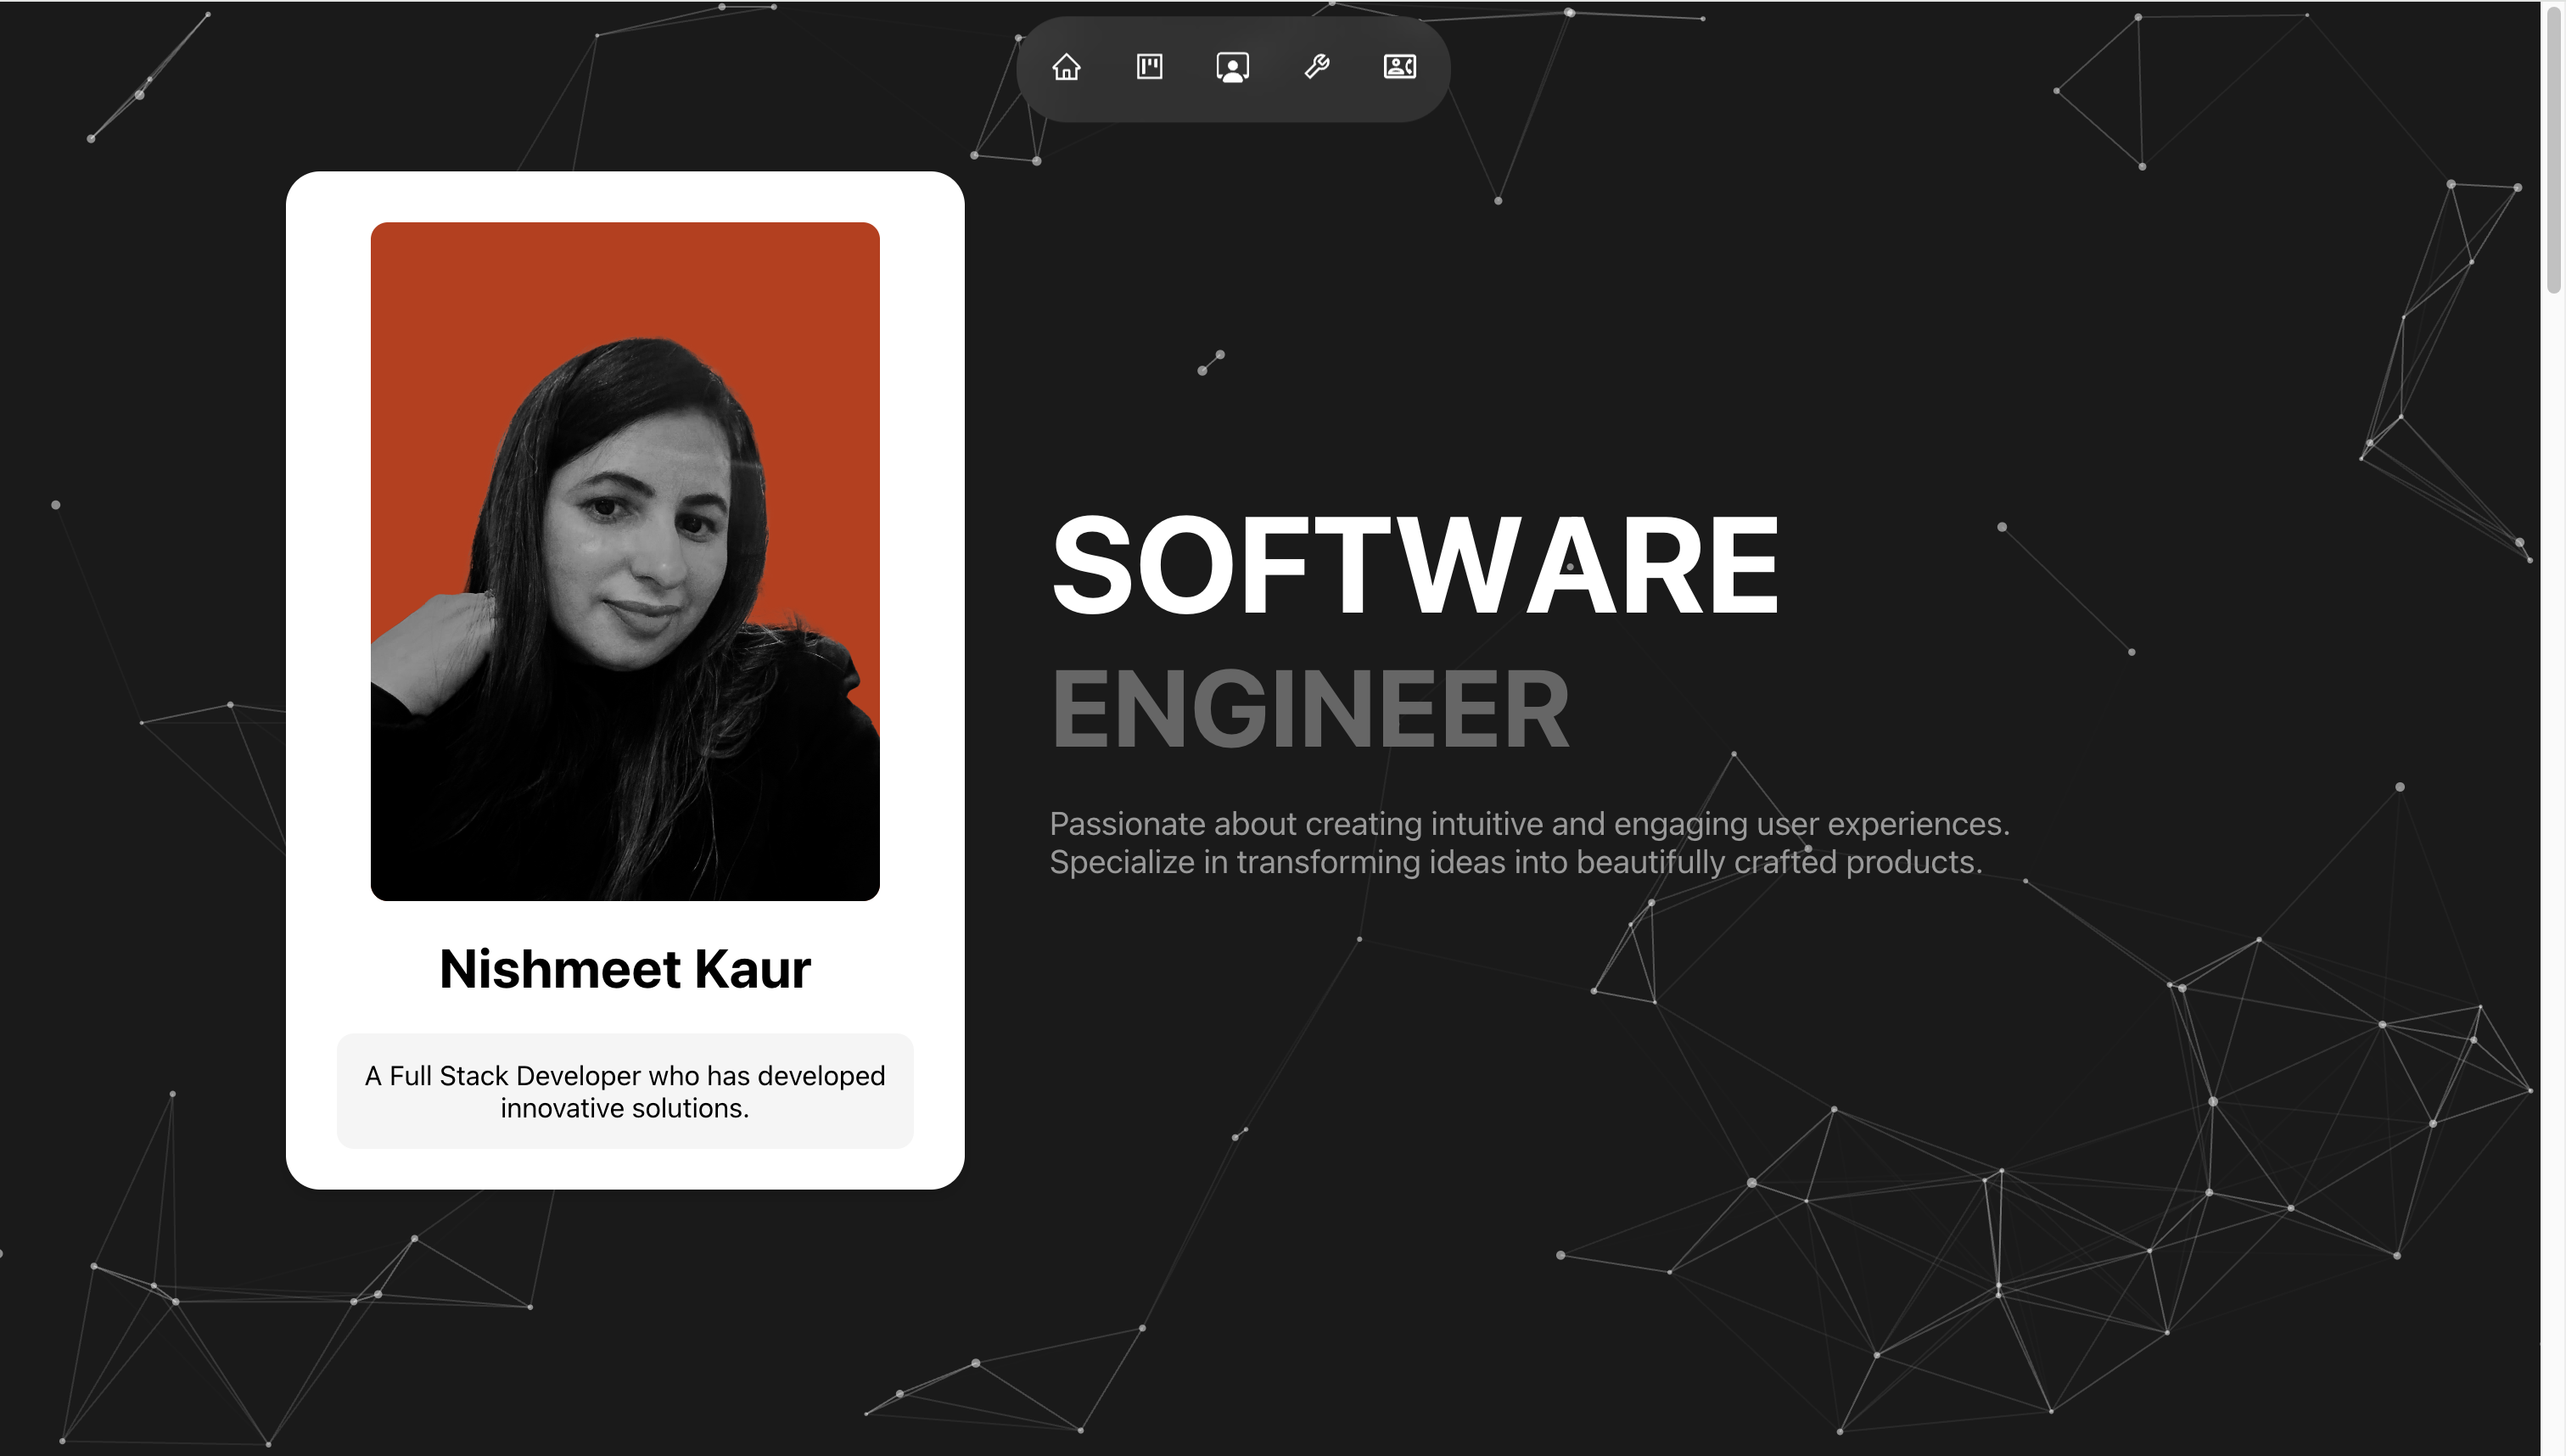 Nishmeet Kaur
A Full Stack Developer who has developed
innovative solutions.
SOFTWARE
ENGINEER
Passionate about creating intuitive and engaging user experiences.
Specialize in transforming ideas into beautifully crafted products.